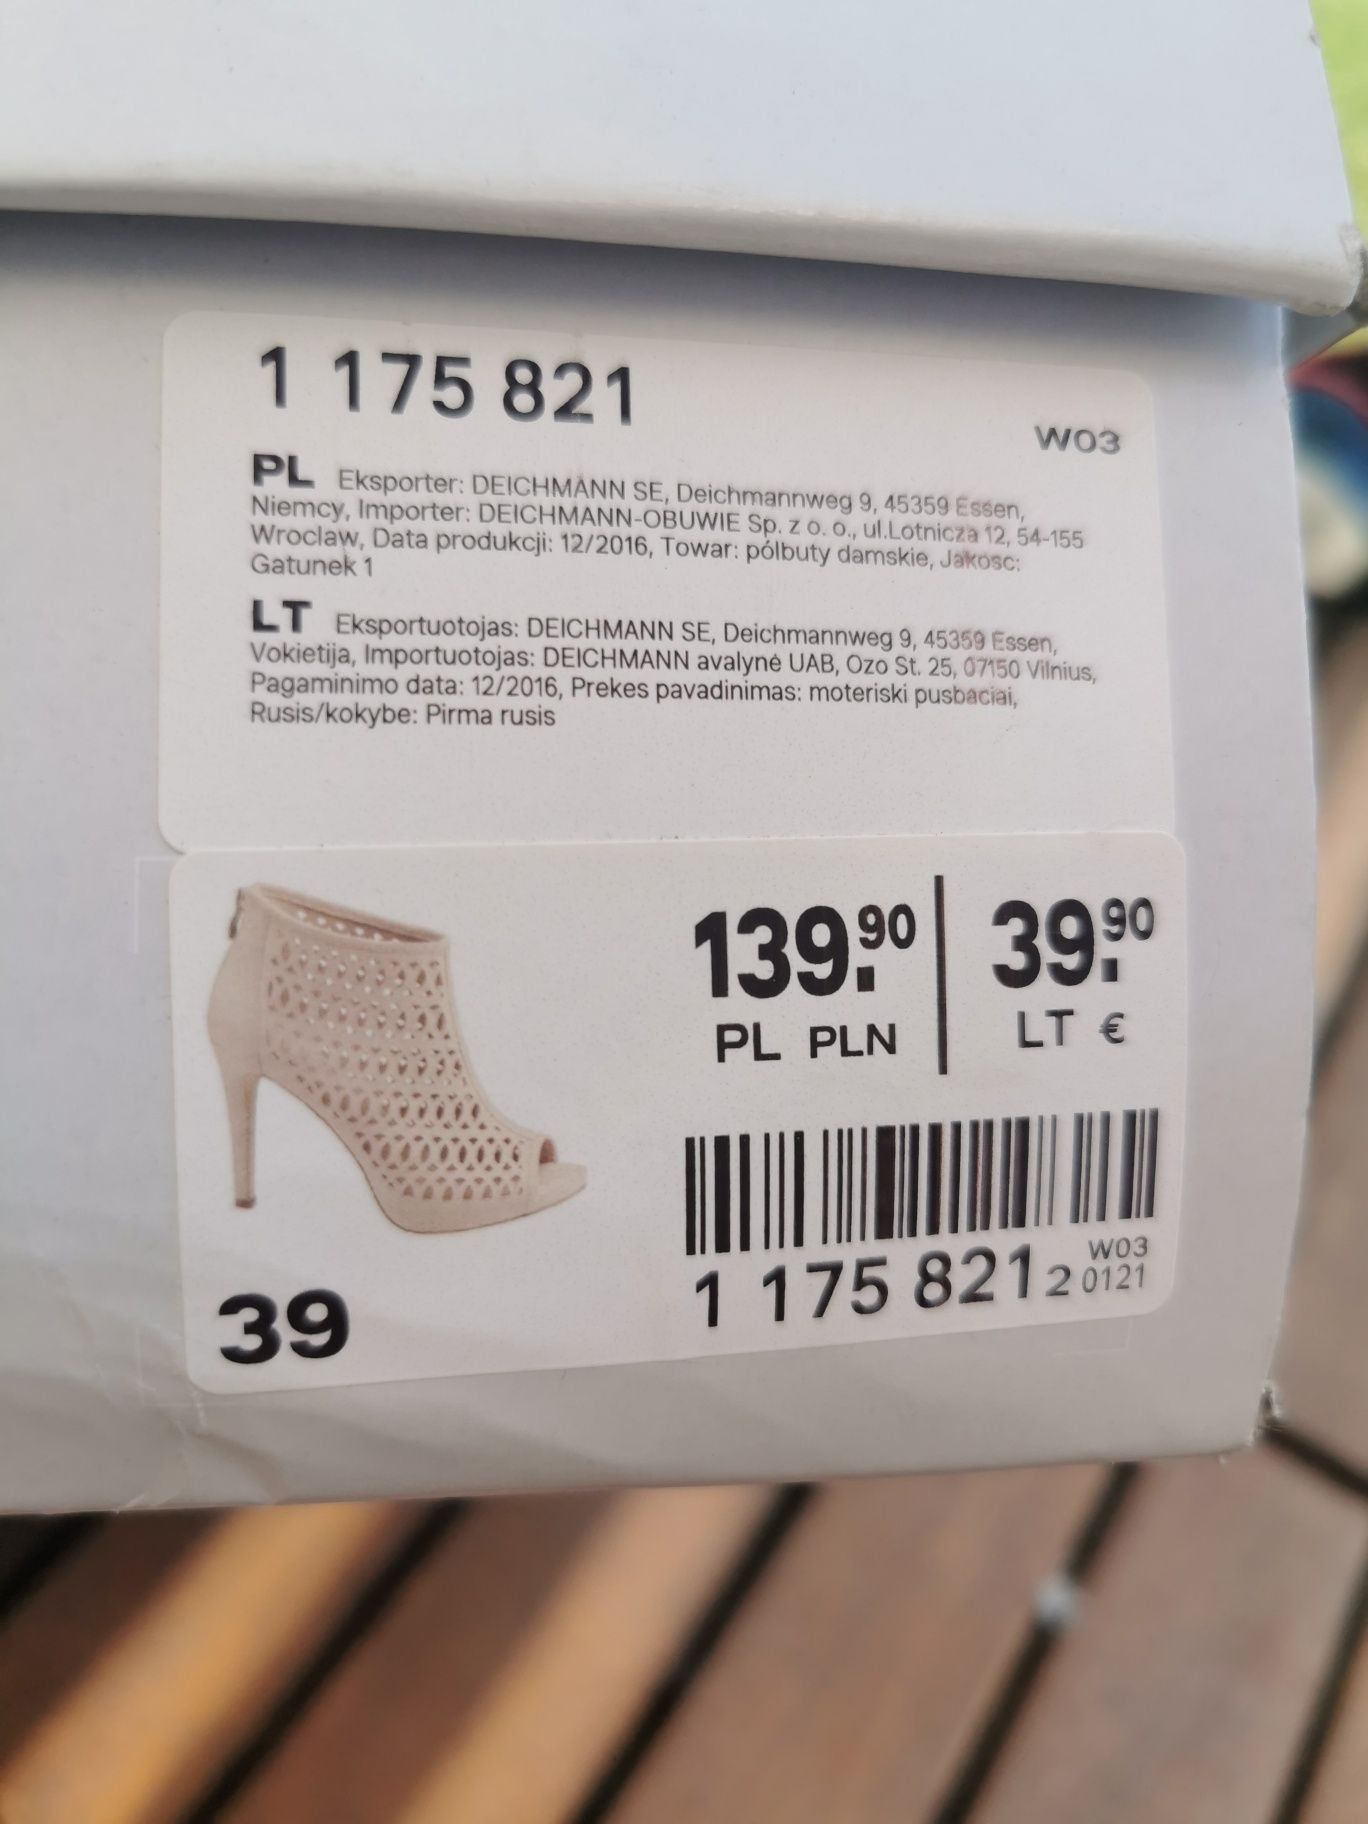 1 175 821
W03
PL Eksporter: DEICHMANN SE, Deichmannweg 9, 45359 Essen,
Niemcy, Importer: DEICHMANN-OBUWIE Sp. z o. o., ul.Lotnicza 12, 54-155
Wroclaw, Data produkcji: 12/2016, Towar: pólbuty damskie, Jakosc:
Gatunek 1
LT Eksportuotojas: DEICHMANN SE, Deichmannweg 9, 45359 Essen,
Vokietija, Importuotojas: DEICHMANN avalynė UAB, Ozo St. 25, 07150 Vilnius,
Pagaminimo data: 12/2016, Prekes pavadinimas: moteriski pusbaciai,
Rusis/kokybe: Pirma rusis
139.90 39.90
PL PLN LT €
39
1 175 821 2 W03
0121